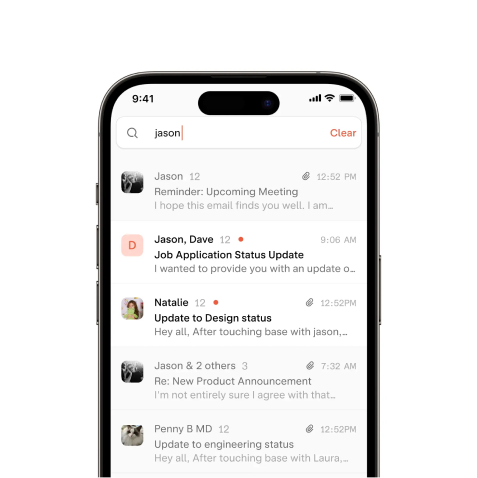 9:41
jason
Clear
Jason 12 12:52 PM
Reminder: Upcoming Meeting
I hope this email finds you well. I am…
D
Jason, Dave 12 9:06 AM
Job Application Status Update
I wanted to provide you with an update o…
Natalie 12 12:52PM
Update to Design status
Hey all, After touching base with jason,…
Jason & 2 others 3 7:32 AM
Re: New Product Announcement
I'm not entirely sure I agree with that…
Penny B MD 12 12:52PM
Update to engineering status
Hey all, After touching base with Laura,…